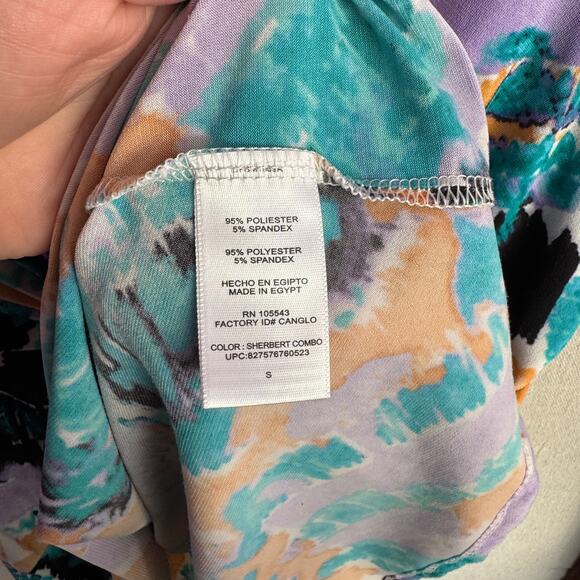 95% POLIESTER
5% SPANDEX
95% POLYESTER
5% SPANDEX
HECHO EN EGIPTO
MADE IN EGYPT
RN 105543
FACTORY ID# CANGLO
COLOR : SHERBERT COMBO
UPC:827576760523
S